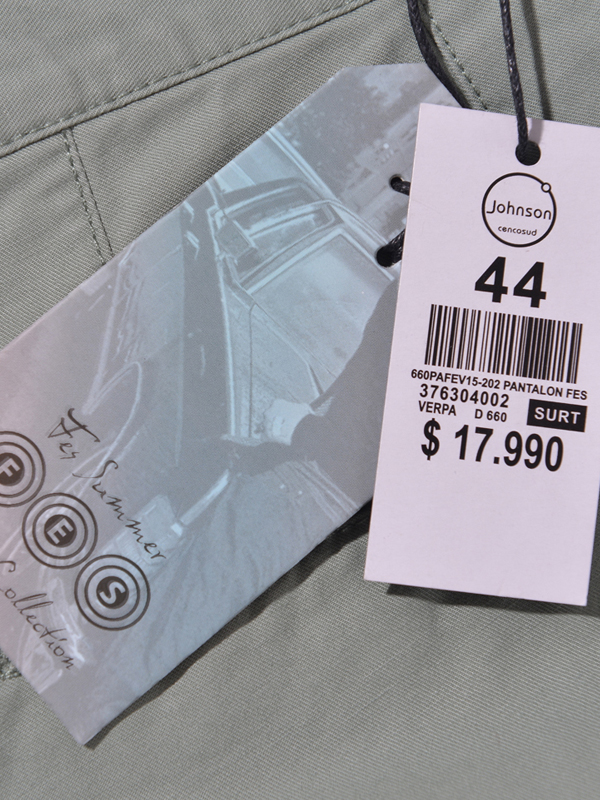 Johnson
cencosud
44
660PAFEV15-202 PANTALON FES
376304002
VERPA D 660 SURT
$ 17.990
Fes Summer
F E S
Collection